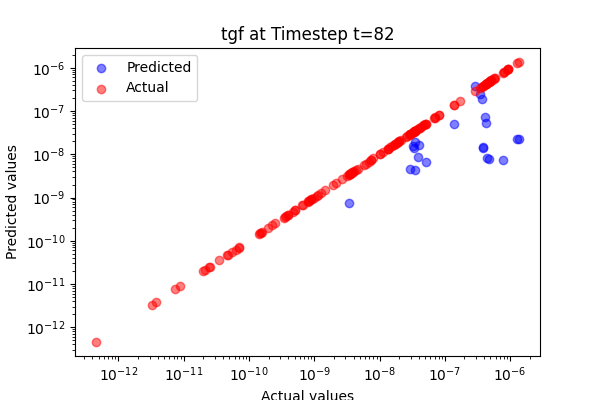 tgf at Timestep t=82
Predicted
Actual
Predicted values
10⁻⁶
10⁻⁷
10⁻⁸
10⁻⁹
10⁻¹⁰
10⁻¹¹
10⁻¹²
10⁻¹² 10⁻¹¹ 10⁻¹⁰ 10⁻⁹ 10⁻⁸ 10⁻⁷ 10⁻⁶
Actual values